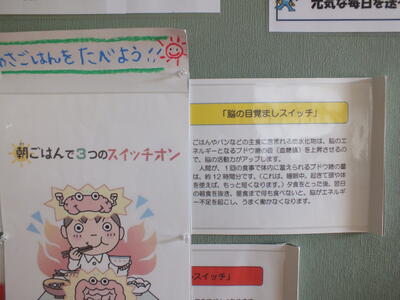 元気な毎日を送
あさごはんをたべよう!!
朝ごはんで3つのスイッチオン
「脳の目覚ましスイッチ」
ごはんやパンなどの主食に含まれる炭水化物は、脳のエ
ネルギーとなるブドウ糖の値（血糖値）を上昇させるの
で、脳の活動力がアップします。
人間が、1回の食事で体内に蓄えられるブドウ糖の量
は、約12時間分です。（これは、睡眠中、起きて頭や体
を使えば、もっと短くなります。）夕食をとった後、翌日
の朝食を抜き、昼食まで何も食べないと、脳がエネルギ
ー不足を起こし、うまく働かなくなります。
スイッチ」